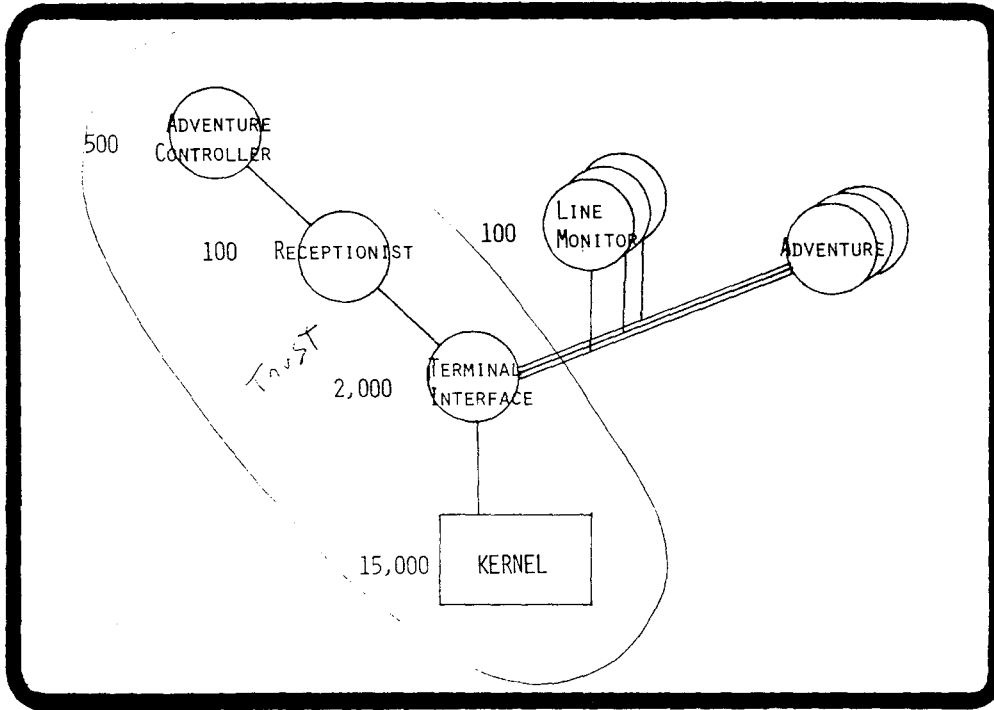 500
ADVENTURE
CONTROLLER
100
RECEPTIONIST
100
LINE
MONITOR
ADVENTURE
Trust
2,000
TERMINAL
INTERFACE
15,000
KERNEL